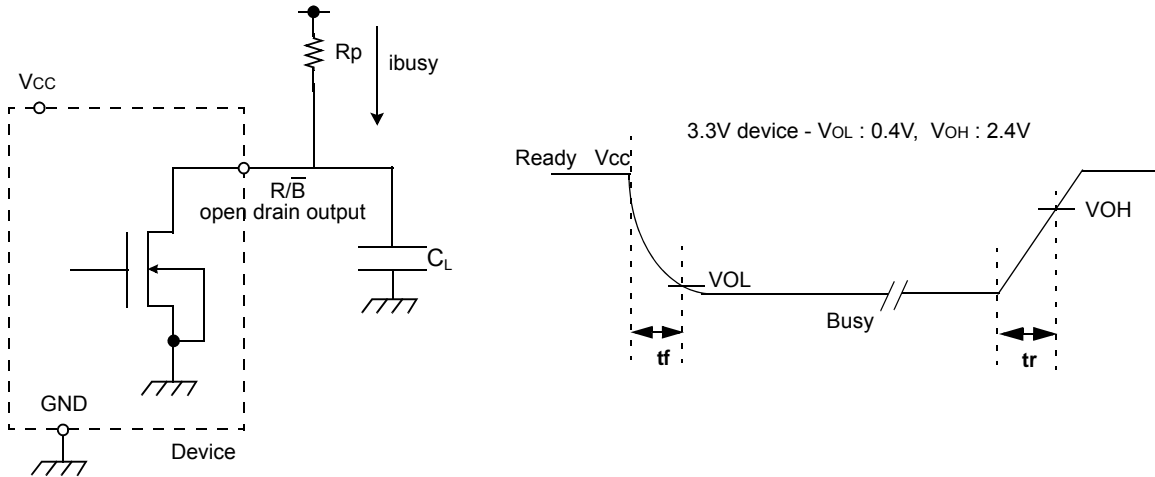 Rp
ibusy
VCC
R/B̅
open drain output
CL
GND
Device
3.3V device - VOL : 0.4V, VOH : 2.4V
Ready Vcc
VOH
VOL
Busy
tf
tr